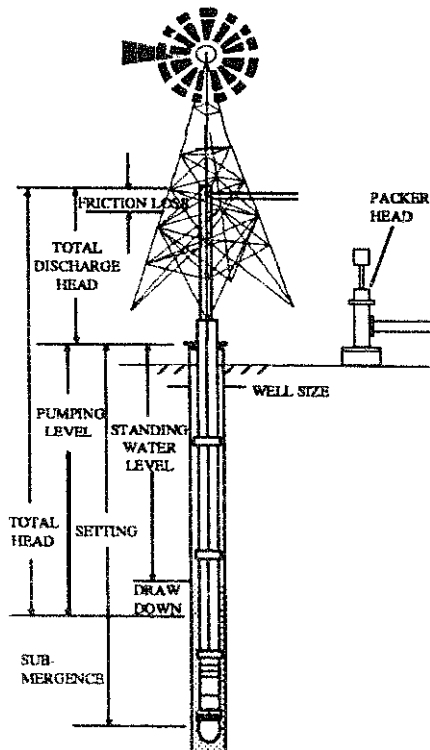 FRICTION LOSS
PACKER
HEAD
TOTAL
DISCHARGE
HEAD
WELL SIZE
PUMPING
LEVEL
STANDING
WATER
LEVEL
TOTAL
HEAD
SETTING
DRAW
DOWN
SUB-
MERGENCE